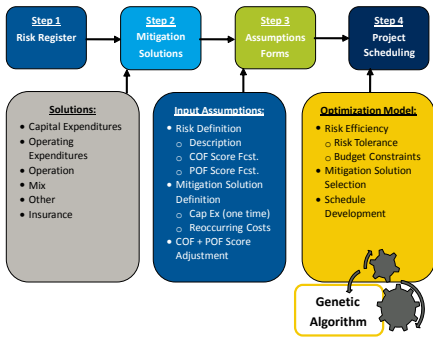 Step 1
Risk Register
Step 2
Mitigation
Solutions
Step 3
Assumptions
Forms
Step 4
Project
Scheduling
Solutions:
• Capital Expenditures
• Operating
Expenditures
• Operation
• Mix
• Other
• Insurance
Input Assumptions:
• Risk Definition
o Description
o COF Score Fcst.
o POF Score Fcst.
• Mitigation Solution
Definition
o Cap Ex (one time)
o Reoccurring Costs
• COF + POF Score
Adjustment
Optimization Model:
• Risk Efficiency
o Risk Tolerance
o Budget Constraints
• Mitigation Solution
Selection
• Schedule
Development
Genetic
Algorithm